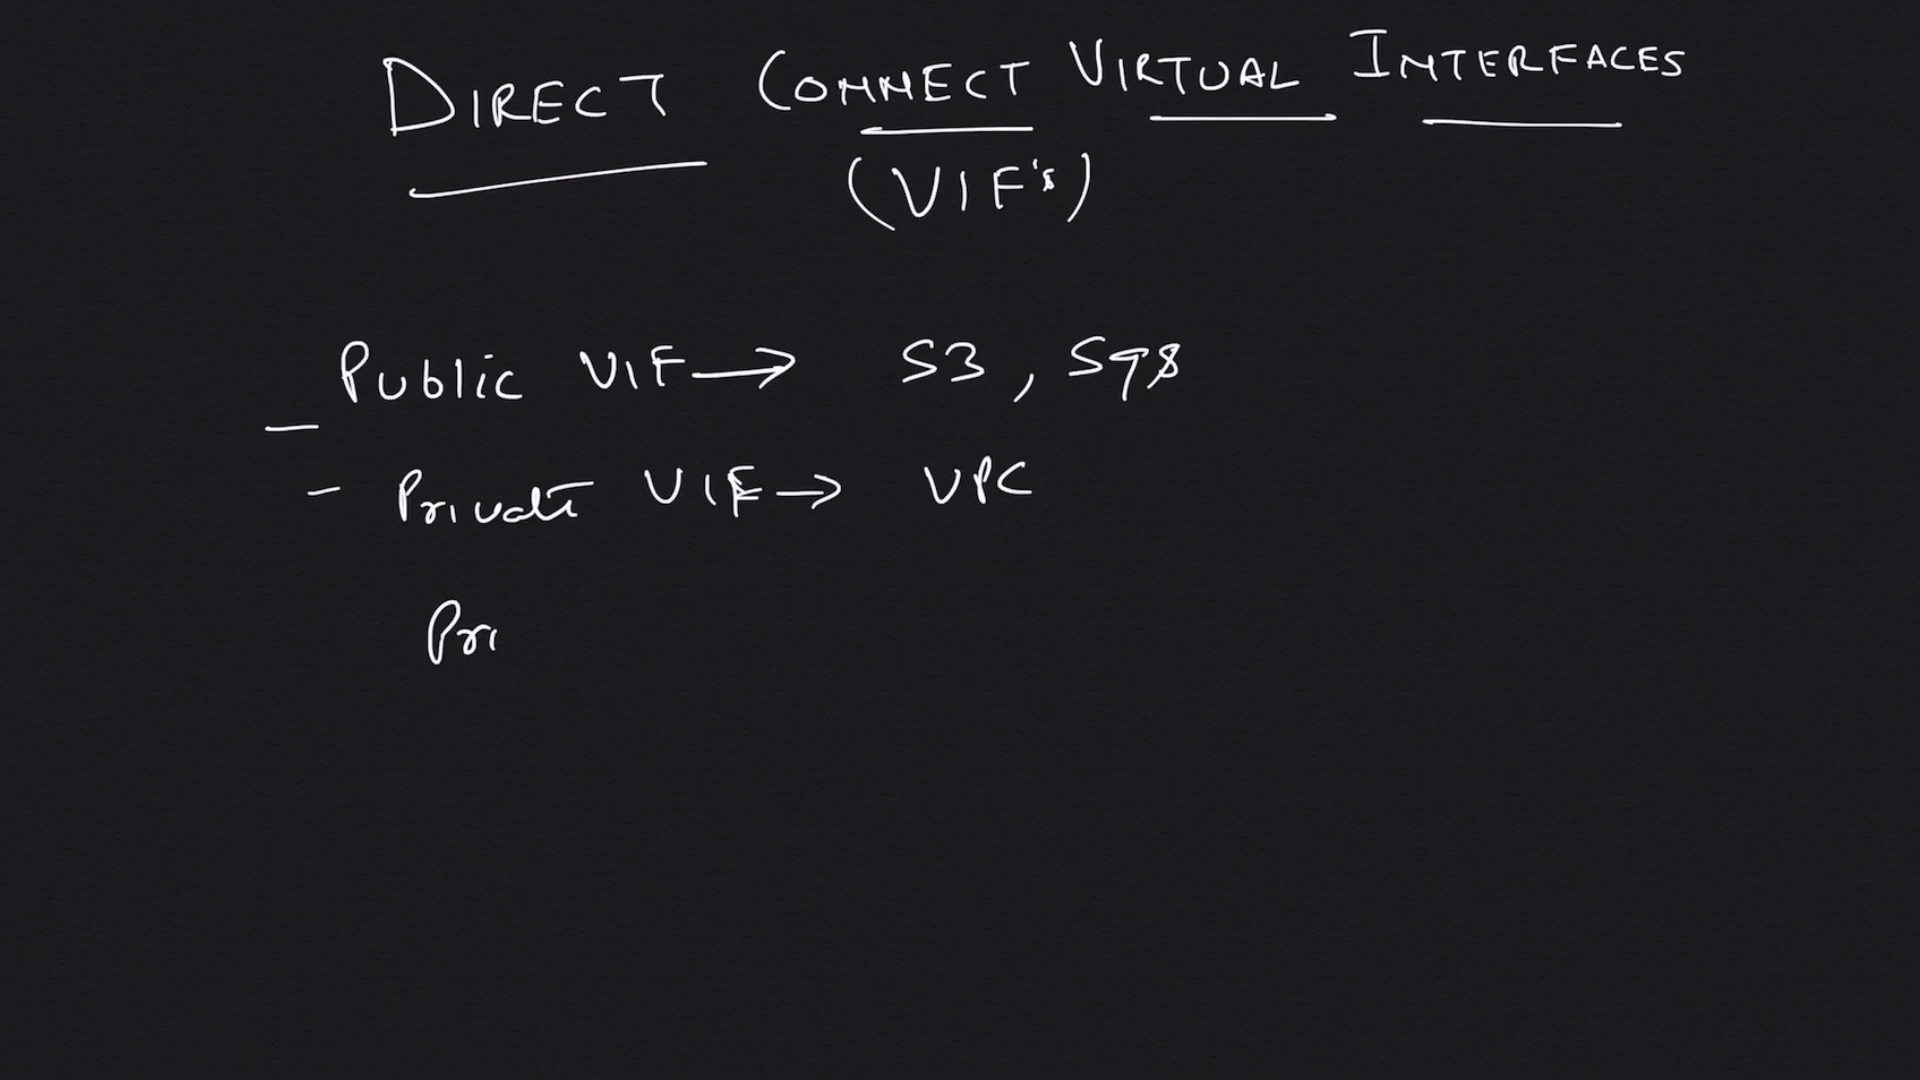 DIRECT CONNECT VIRTUAL INTERFACES
(VIF's)
Public VIF → S3, SQS
- Private VIF → VPC
Pri